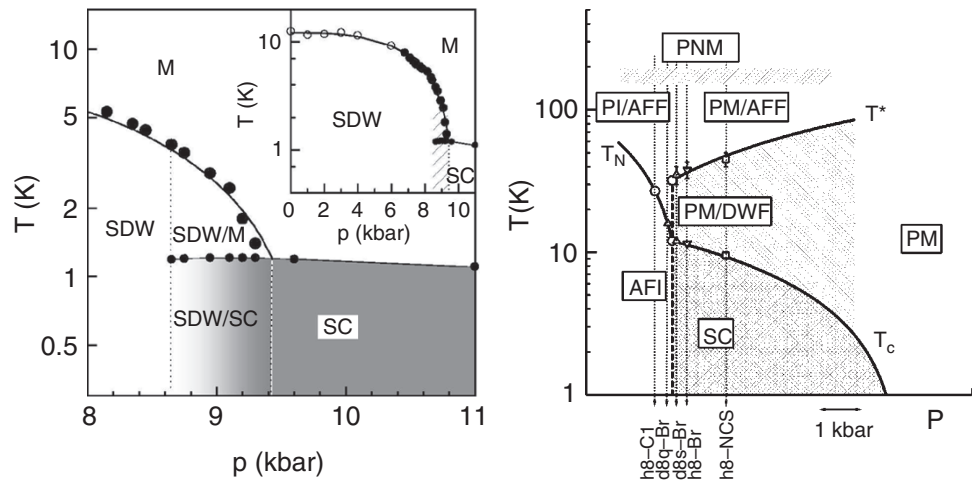 10
5
2
1
0.5
T (K)
M
SDW
SDW/M
SDW/SC
SC
8
9
10
11
p (kbar)
10
1
T (K)
M
SDW
SC
0
2
4
6
8
10
p (kbar)
100
10
1
T(K)
PNM
PI/AFF
PM/AFF
T*
T_N
PM/DWF
PM
AFI
SC
T_c
1 kbar
P
h8–C1
d8q–Br
d8s–Br
h8–Br
h8–NCS